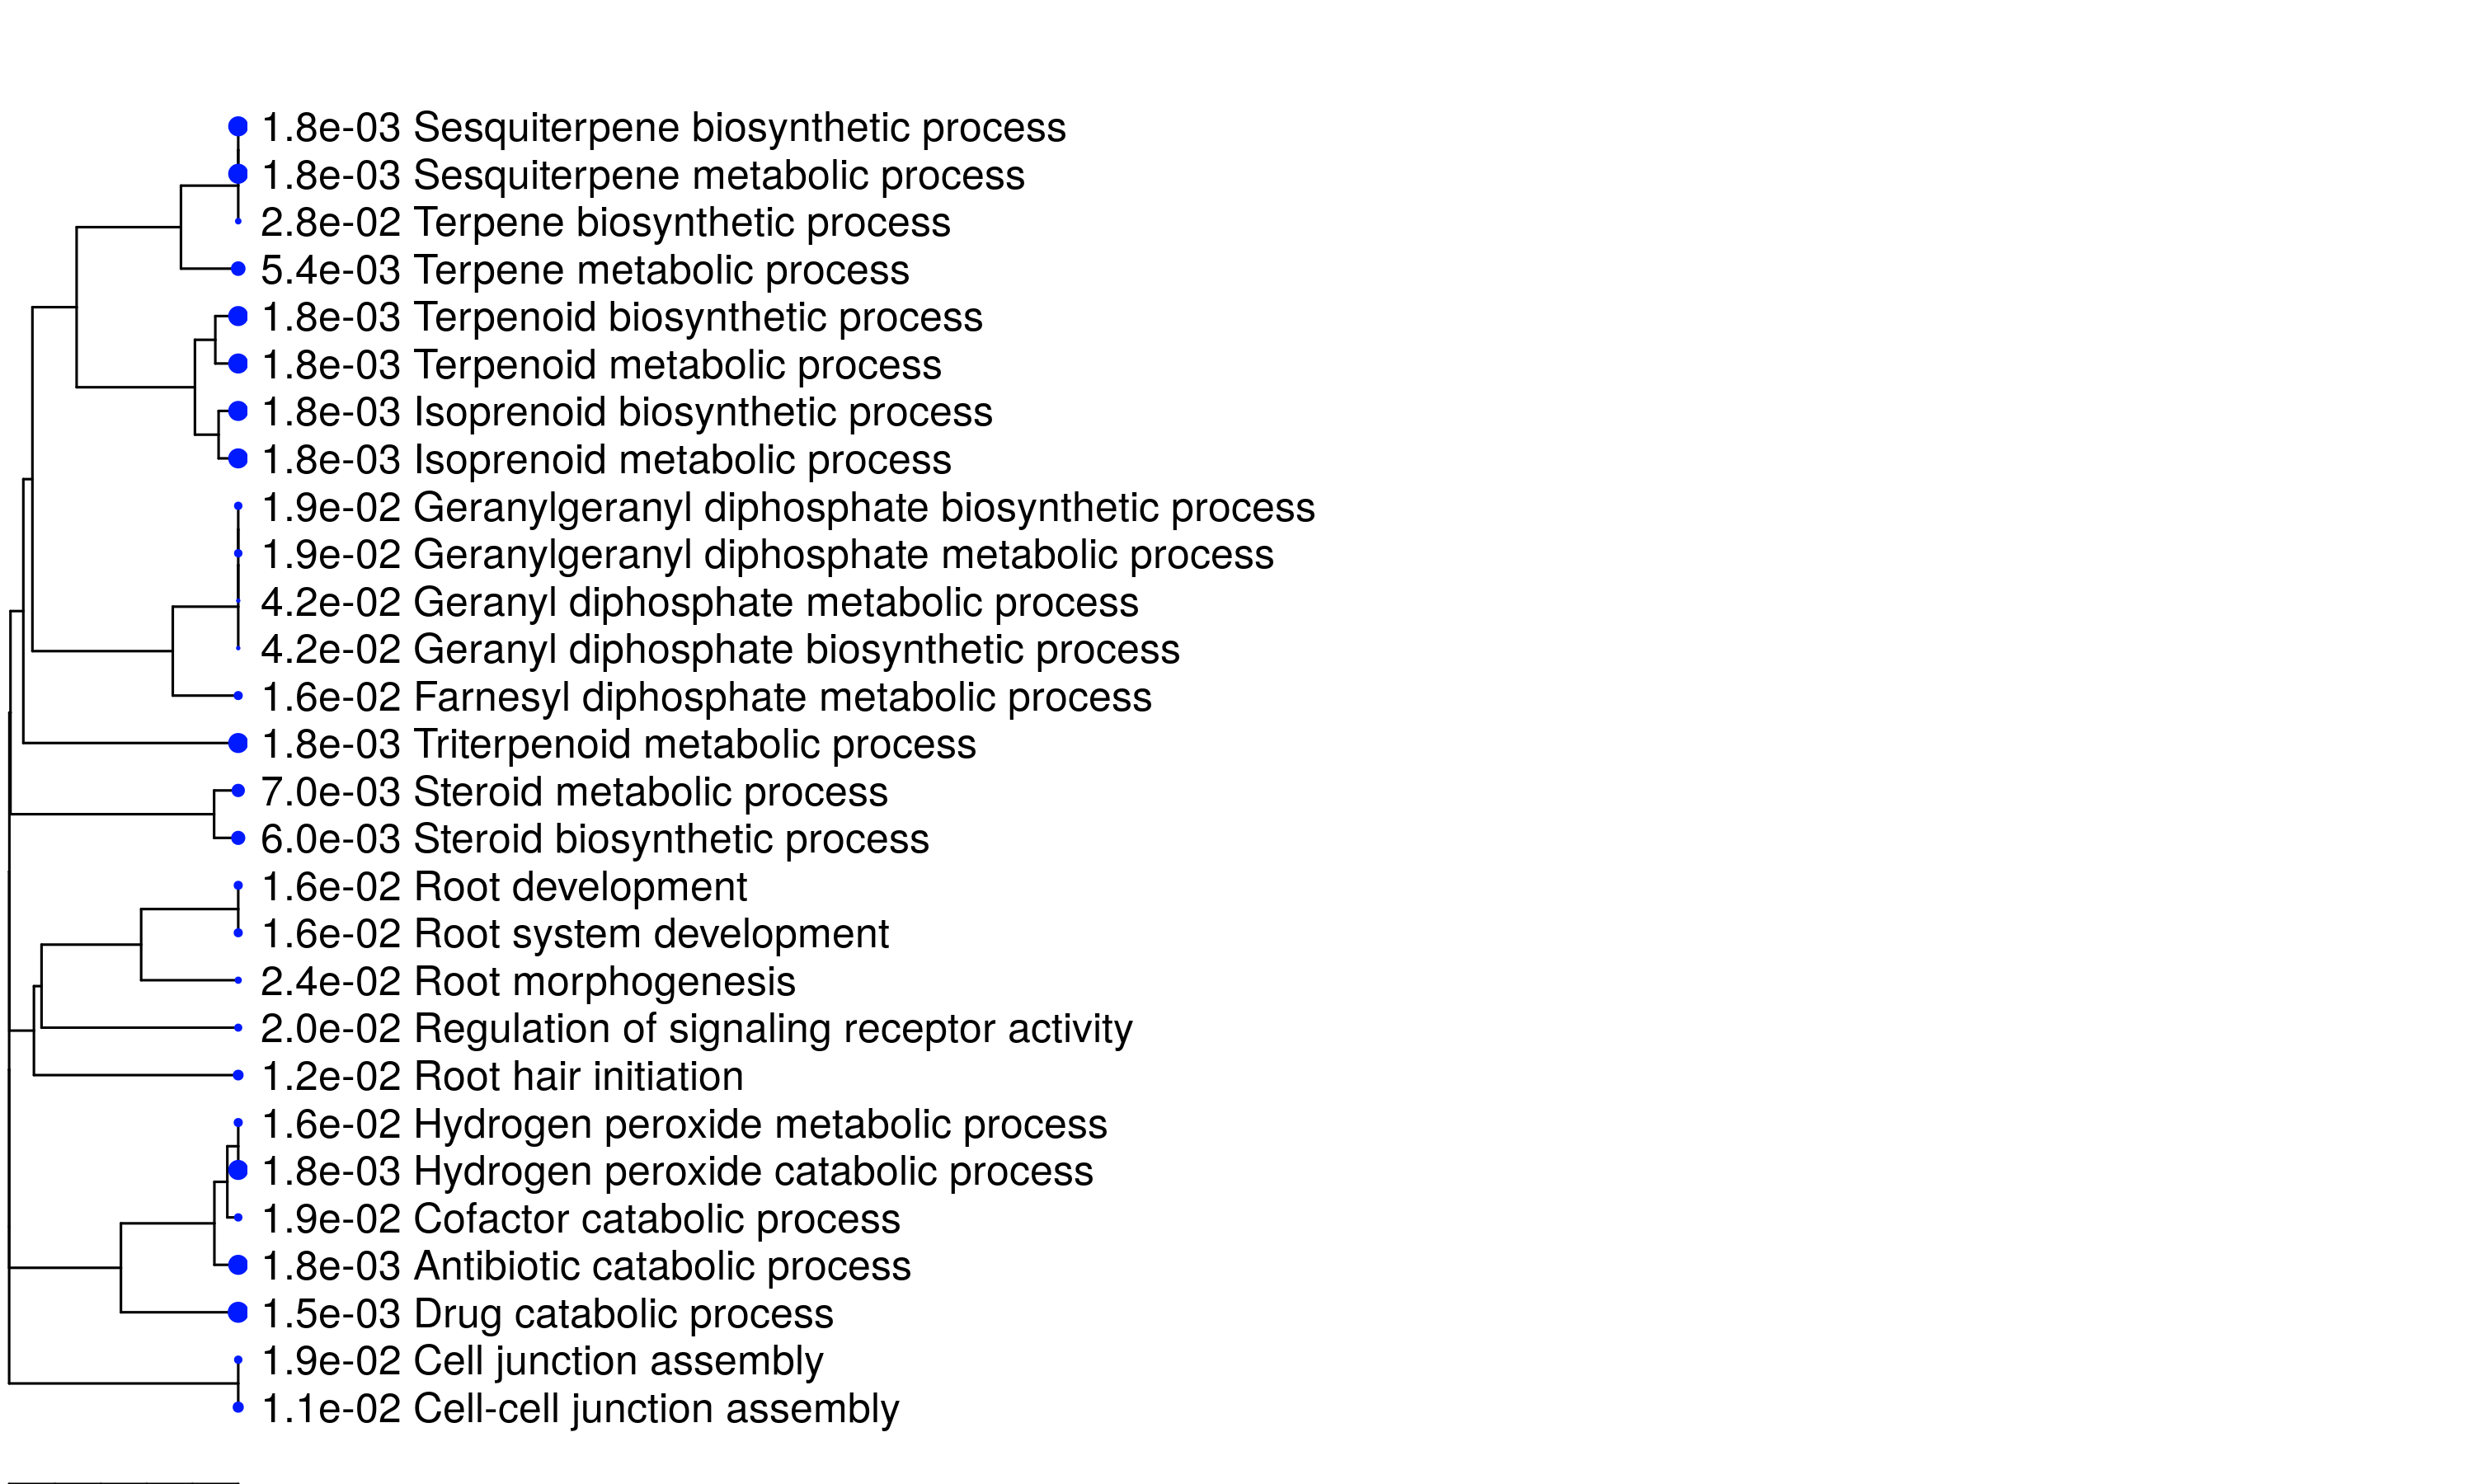 1.8e-03 Sesquiterpene biosynthetic process
1.8e-03 Sesquiterpene metabolic process
2.8e-02 Terpene biosynthetic process
5.4e-03 Terpene metabolic process
1.8e-03 Terpenoid biosynthetic process
1.8e-03 Terpenoid metabolic process
1.8e-03 Isoprenoid biosynthetic process
1.8e-03 Isoprenoid metabolic process
1.9e-02 Geranylgeranyl diphosphate biosynthetic process
1.9e-02 Geranylgeranyl diphosphate metabolic process
4.2e-02 Geranyl diphosphate metabolic process
4.2e-02 Geranyl diphosphate biosynthetic process
1.6e-02 Farnesyl diphosphate metabolic process
1.8e-03 Triterpenoid metabolic process
7.0e-03 Steroid metabolic process
6.0e-03 Steroid biosynthetic process
1.6e-02 Root development
1.6e-02 Root system development
2.4e-02 Root morphogenesis
2.0e-02 Regulation of signaling receptor activity
1.2e-02 Root hair initiation
1.6e-02 Hydrogen peroxide metabolic process
1.8e-03 Hydrogen peroxide catabolic process
1.9e-02 Cofactor catabolic process
1.8e-03 Antibiotic catabolic process
1.5e-03 Drug catabolic process
1.9e-02 Cell junction assembly
1.1e-02 Cell-cell junction assembly